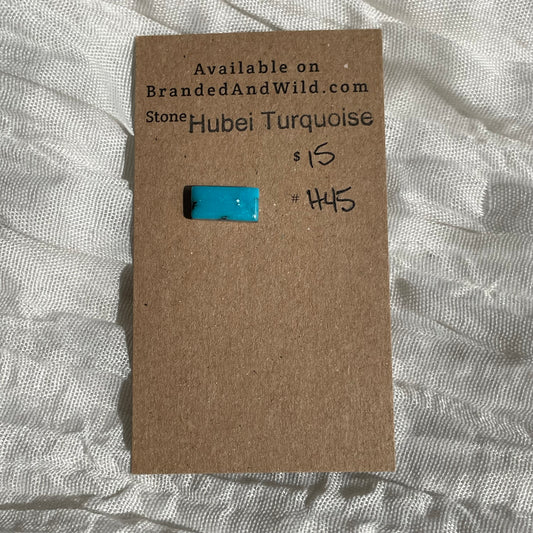 Available on
BrandedAndWild.com
Stone: Hubei Turquoise
$ 15
# H45